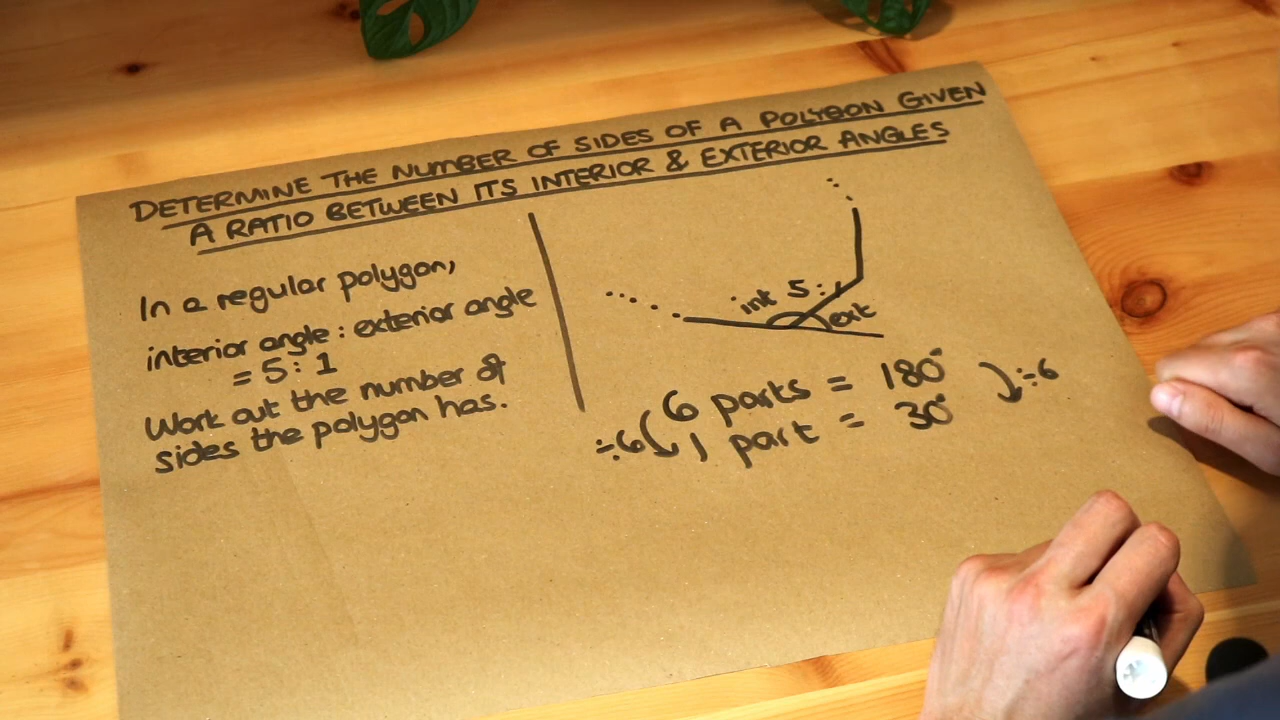 DETERMINE THE NUMBER OF SIDES OF A POLYGON GIVEN
A RATIO BETWEEN ITS INTERIOR & EXTERIOR ANGLES
In a regular polygon,
interior angle : exterior angle
= 5 : 1
Work out the number of
sides the polygon has.
int 5:1
ext
6 parts = 180° ÷6
÷6 1 part = 30°